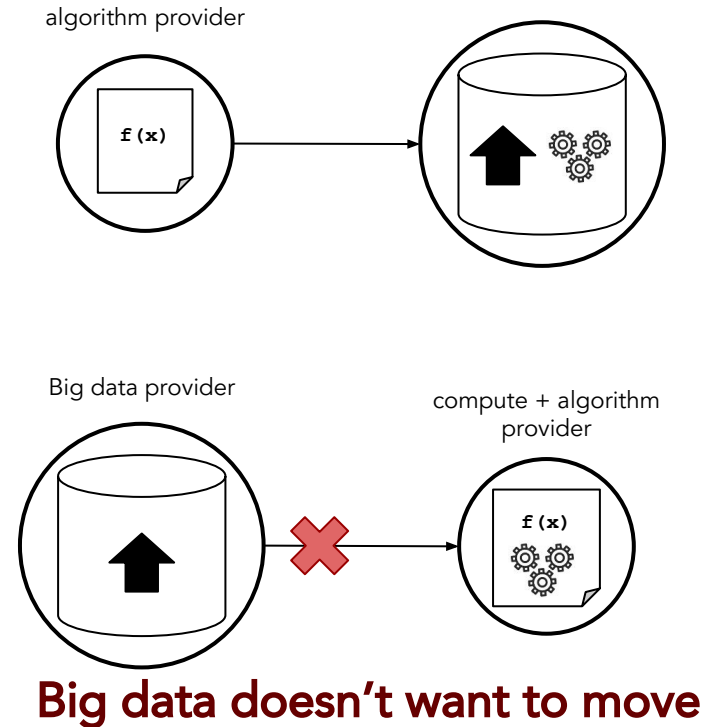 algorithm provider
f(x)
Big data provider
compute + algorithm
provider
f(x)
Big data doesn’t want to move